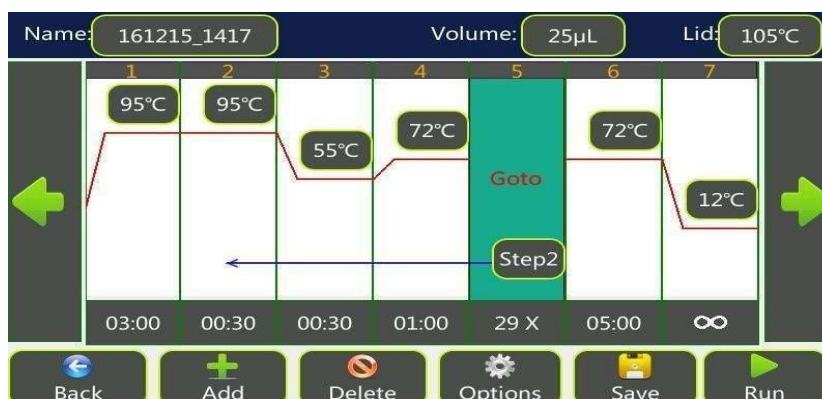 Name: 161215_1417 Volume: 25μL Lid: 105℃
1 2 3 4 5 6 7
95℃ 95℃ 55℃ 72℃ Goto 72℃ 12℃
Step2
03:00 00:30 00:30 01:00 29 X 05:00 ∞
Back Add Delete Options Save Run